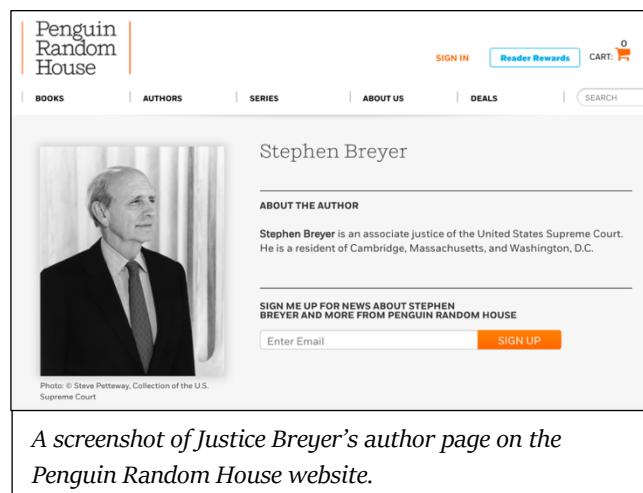 Penguin
Random
House
SIGN IN
Reader Rewards
CART:
0
BOOKS
AUTHORS
SERIES
ABOUT US
DEALS
SEARCH
Stephen Breyer
ABOUT THE AUTHOR
Stephen Breyer is an associate justice of the United States Supreme Court.
He is a resident of Cambridge, Massachusetts, and Washington, D.C.
SIGN ME UP FOR NEWS ABOUT STEPHEN
BREYER AND MORE FROM PENGUIN RANDOM HOUSE
Enter Email
SIGN UP
Photo: © Steve Petteway, Collection of the U.S.
Supreme Court
A screenshot of Justice Breyer’s author page on the
Penguin Random House website.